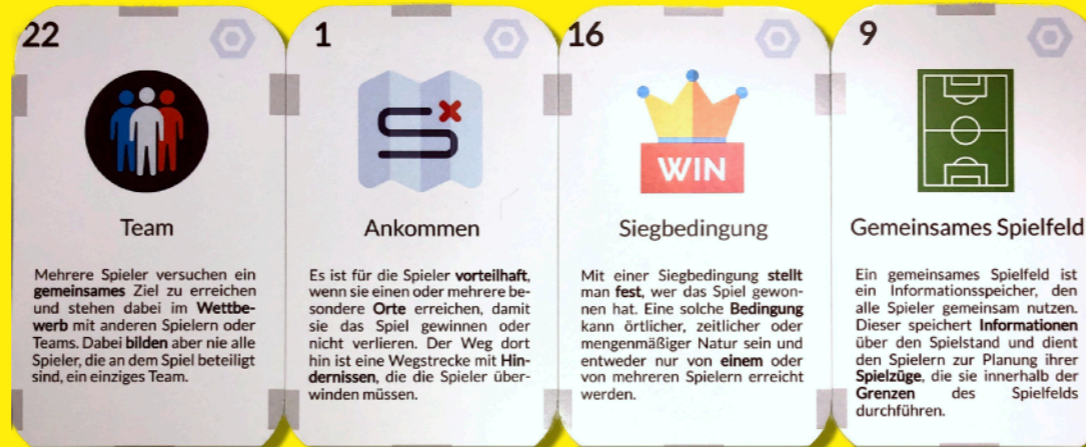 22
Team
Mehrere Spieler versuchen ein
gemeinsames Ziel zu erreichen
und stehen dabei im Wettbe-
werb mit anderen Spielern oder
Teams. Dabei bilden aber nie alle
Spieler, die an dem Spiel beteiligt
sind, ein einziges Team.
1
Ankommen
Es ist für die Spieler vorteilhaft,
wenn sie einen oder mehrere be-
sondere Orte erreichen, damit
sie das Spiel gewinnen oder
nicht verlieren. Der Weg dort
hin ist eine Wegstrecke mit Hin-
dernissen, die die Spieler über-
winden müssen.
16
WIN
Siegbedingung
Mit einer Siegbedingung stellt
man fest, wer das Spiel gewon-
nen hat. Eine solche Bedingung
kann örtlicher, zeitlicher oder
mengenmäßiger Natur sein und
entweder nur von einem oder
von mehreren Spielern erreicht
werden.
9
Gemeinsames Spielfeld
Ein gemeinsames Spielfeld ist
ein Informationsspeicher, den
alle Spieler gemeinsam nutzen.
Dieser speichert Informationen
über den Spielstand und dient
den Spielern zur Planung ihrer
Spielzüge, die sie innerhalb der
Grenzen des Spielfelds
durchführen.